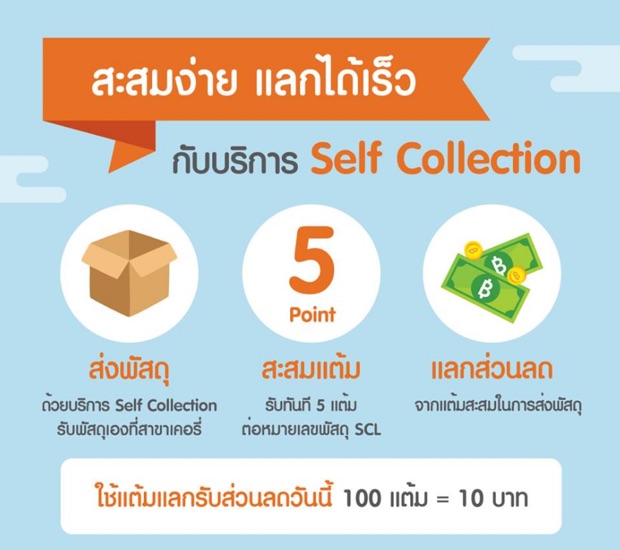 สะสมง่าย แลกได้เร็ว
กับบริการ Self Collection
5
Point
ส่งพัสดุ
ด้วยบริการ Self Collection
รับพัสดุเองที่สาขาเคอรี่
สะสมแต้ม
รับทันที 5 แต้ม
ต่อหมายเลขพัสดุ SCL
แลกส่วนลด
จากแต้มสะสมในการส่งพัสดุ
ใช้แต้มแลกรับส่วนลดวันนี้ 100 แต้ม = 10 บาท